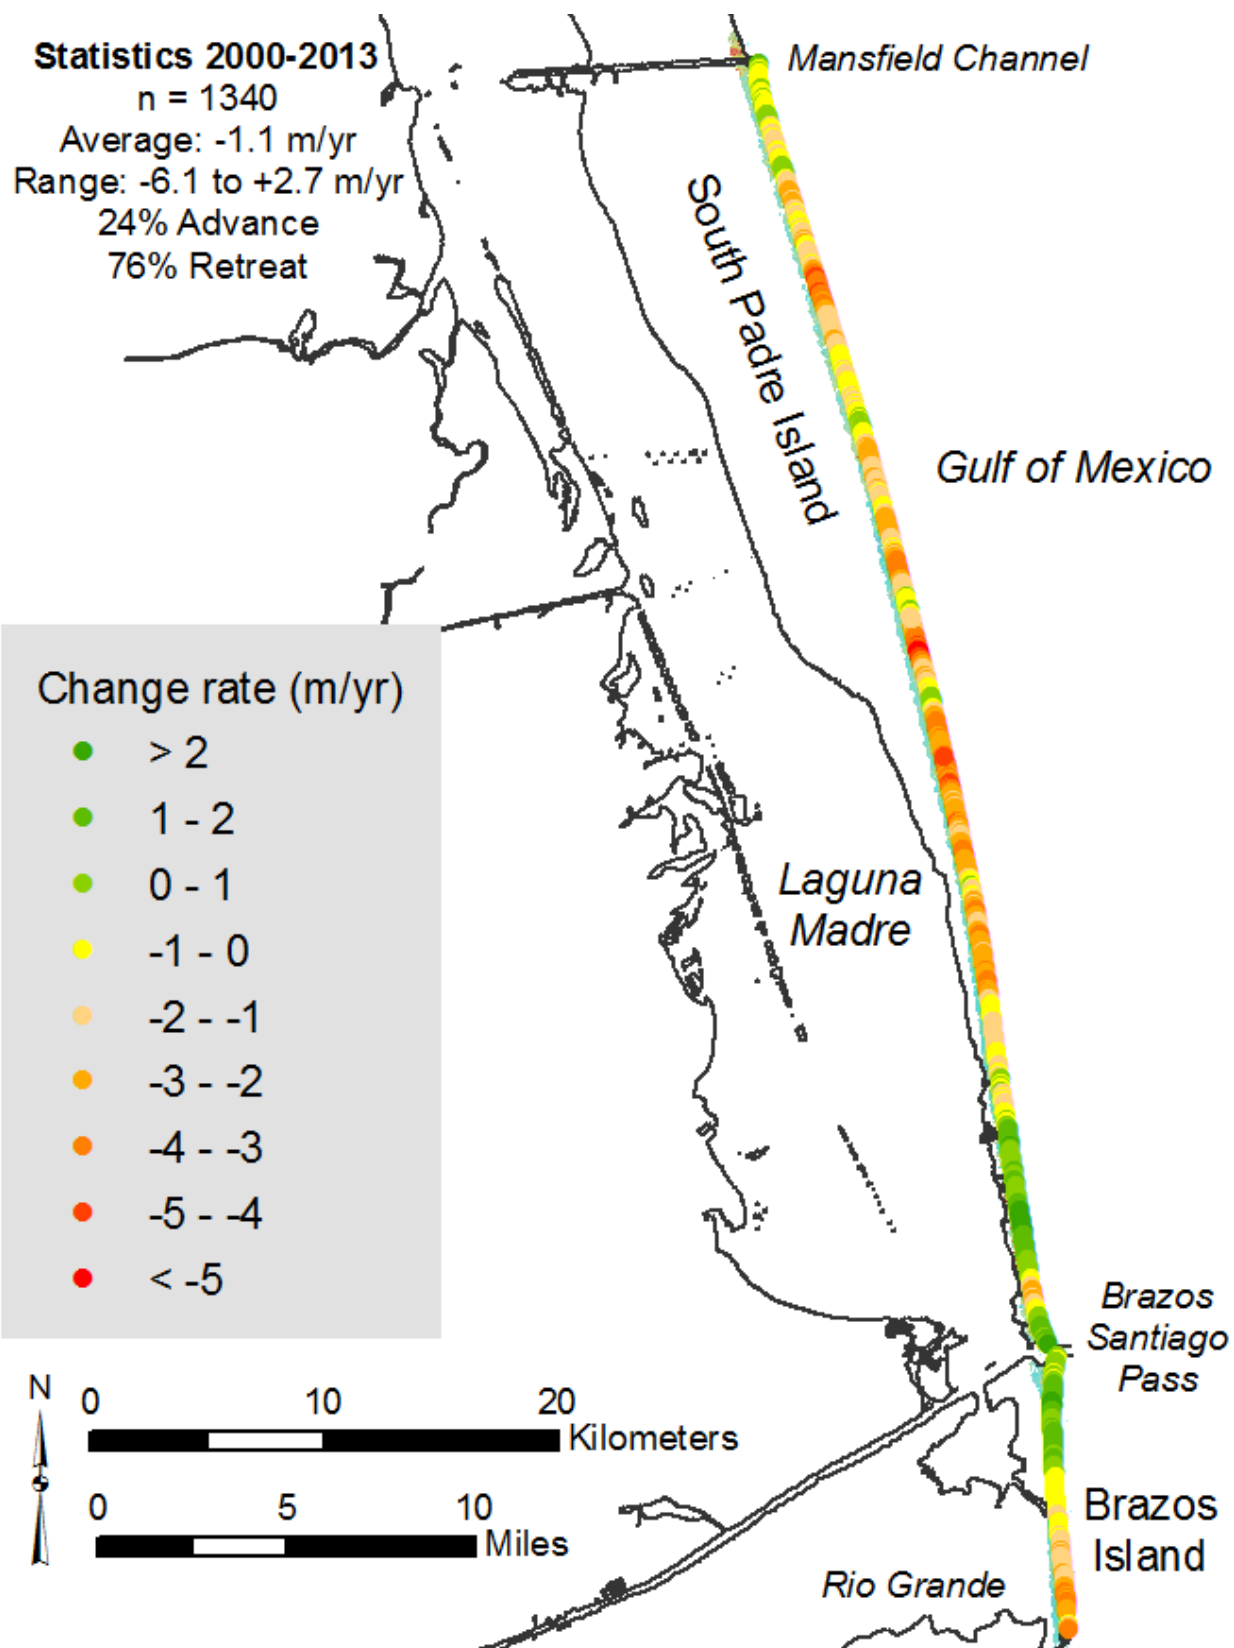 Statistics 2000-2013
n = 1340
Average: -1.1 m/yr
Range: -6.1 to +2.7 m/yr
24% Advance
76% Retreat
Mansfield Channel
South Padre Island
Gulf of Mexico
Change rate (m/yr)
> 2
1 - 2
0 - 1
-1 - 0
-2 - -1
-3 - -2
-4 - -3
-5 - -4
< -5
Laguna
Madre
Brazos
Santiago
Pass
N
0 10 20
Kilometers
0 5 10
Miles
Brazos
Island
Rio Grande